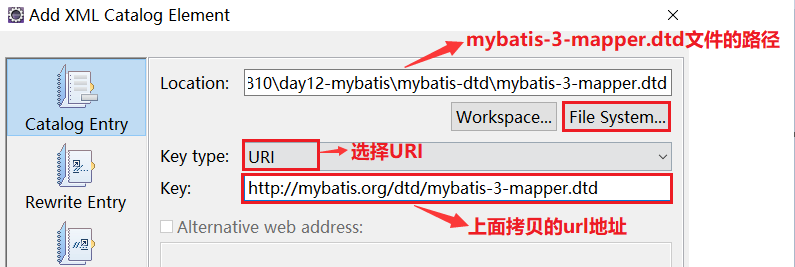 Add XML Catalog Element
mybatis-3-mapper.dtd文件的路径
Location: 310\day12-mybatis\mybatis-dtd\mybatis-3-mapper.dtd
Workspace... File System...
Catalog Entry
Key type: URI 选择URI
Key: http://mybatis.org/dtd/mybatis-3-mapper.dtd
Rewrite Entry
Alternative web address:
上面拷贝的url地址